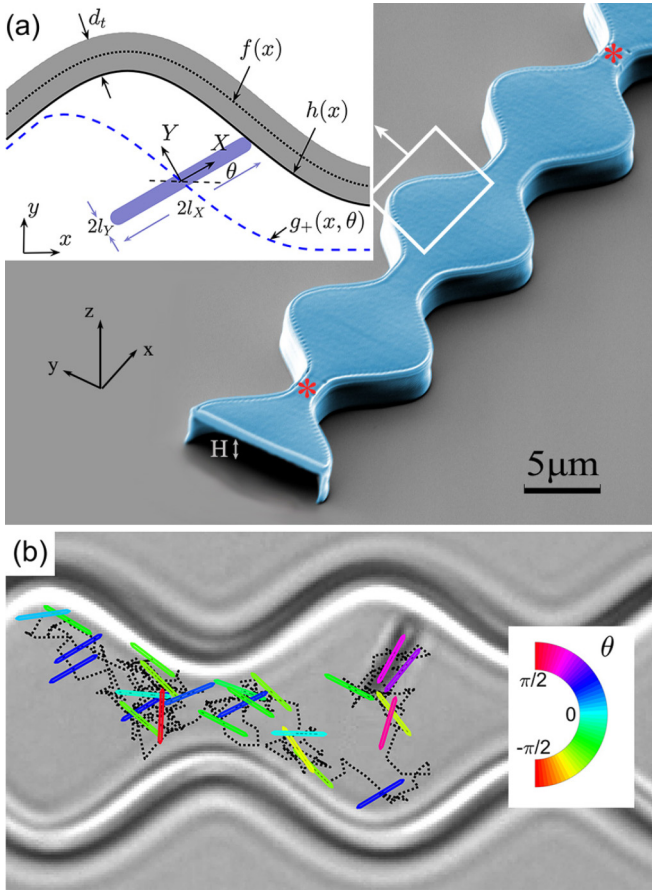 (a)
d_t
f(x)
h(x)
Y
X
θ
2l_X
2l_Y
g_+(x, θ)
y
x
*
z
y
x
*
H
5μm
(b)
θ
π/2
0
-π/2